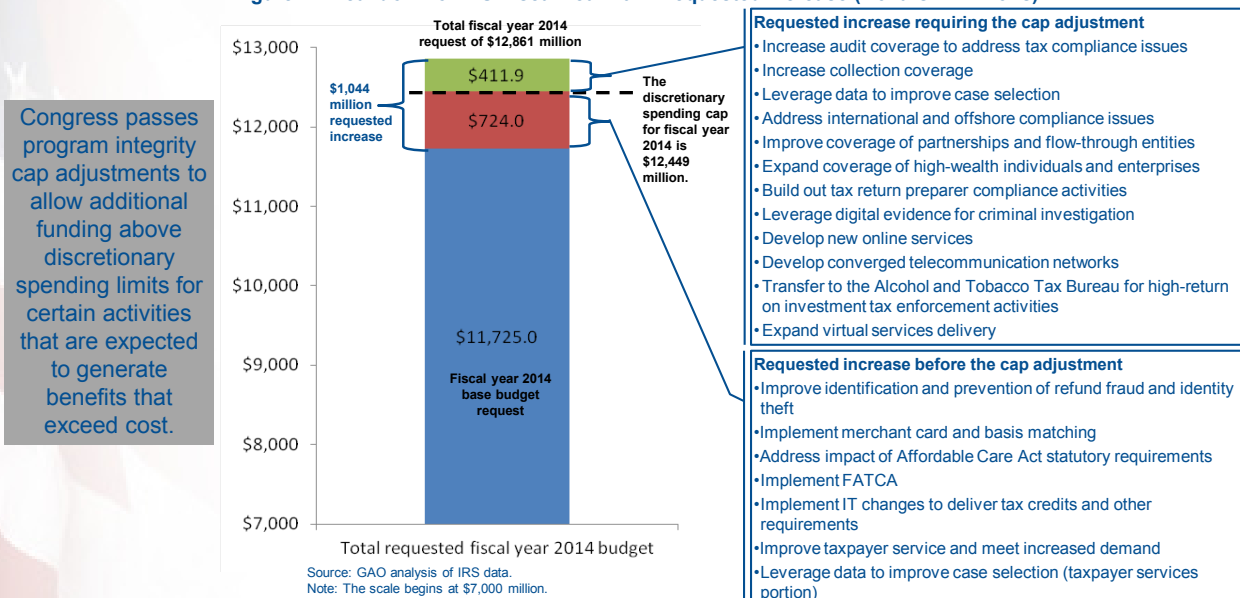 Total fiscal year 2014
request of $12,861 million
Congress passes
program integrity
cap adjustments to
allow additional
funding above
discretionary
spending limits for
certain activities
that are expected
to generate
benefits that
exceed cost.
$13,000
$12,000
$11,000
$10,000
$9,000
$8,000
$7,000
$1,044
million
requested
increase
$411.9
$724.0
$11,725.0
Fiscal year 2014
base budget
request
The
discretionary
spending cap
for fiscal year
2014 is
$12,449
million.
Total requested fiscal year 2014 budget
Source: GAO analysis of IRS data.
Note: The scale begins at $7,000 million.
Requested increase requiring the cap adjustment
• Increase audit coverage to address tax compliance issues
• Increase collection coverage
• Leverage data to improve case selection
• Address international and offshore compliance issues
• Improve coverage of partnerships and flow-through entities
• Expand coverage of high-wealth individuals and enterprises
• Build out tax return preparer compliance activities
• Leverage digital evidence for criminal investigation
• Develop new online services
• Develop converged telecommunication networks
• Transfer to the Alcohol and Tobacco Tax Bureau for high-return
on investment tax enforcement activities
• Expand virtual services delivery
Requested increase before the cap adjustment
•Improve identification and prevention of refund fraud and identity
theft
•Implement merchant card and basis matching
•Address impact of Affordable Care Act statutory requirements
•Implement FATCA
•Implement IT changes to deliver tax credits and other
requirements
•Improve taxpayer service and meet increased demand
•Leverage data to improve case selection (taxpayer services
portion)